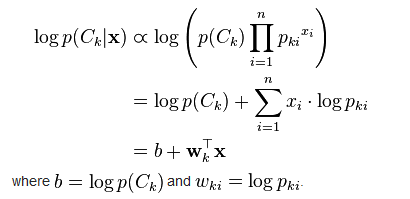 log p(C_k|x) ∝ log ( p(C_k) ∏_{i=1}^{n} p_{ki}^{x_i} )
= log p(C_k) + ∑_{i=1}^{n} x_i · log p_{ki}
= b + w_k^⊤ x
where b = log p(C_k) and w_{ki} = log p_{ki}.